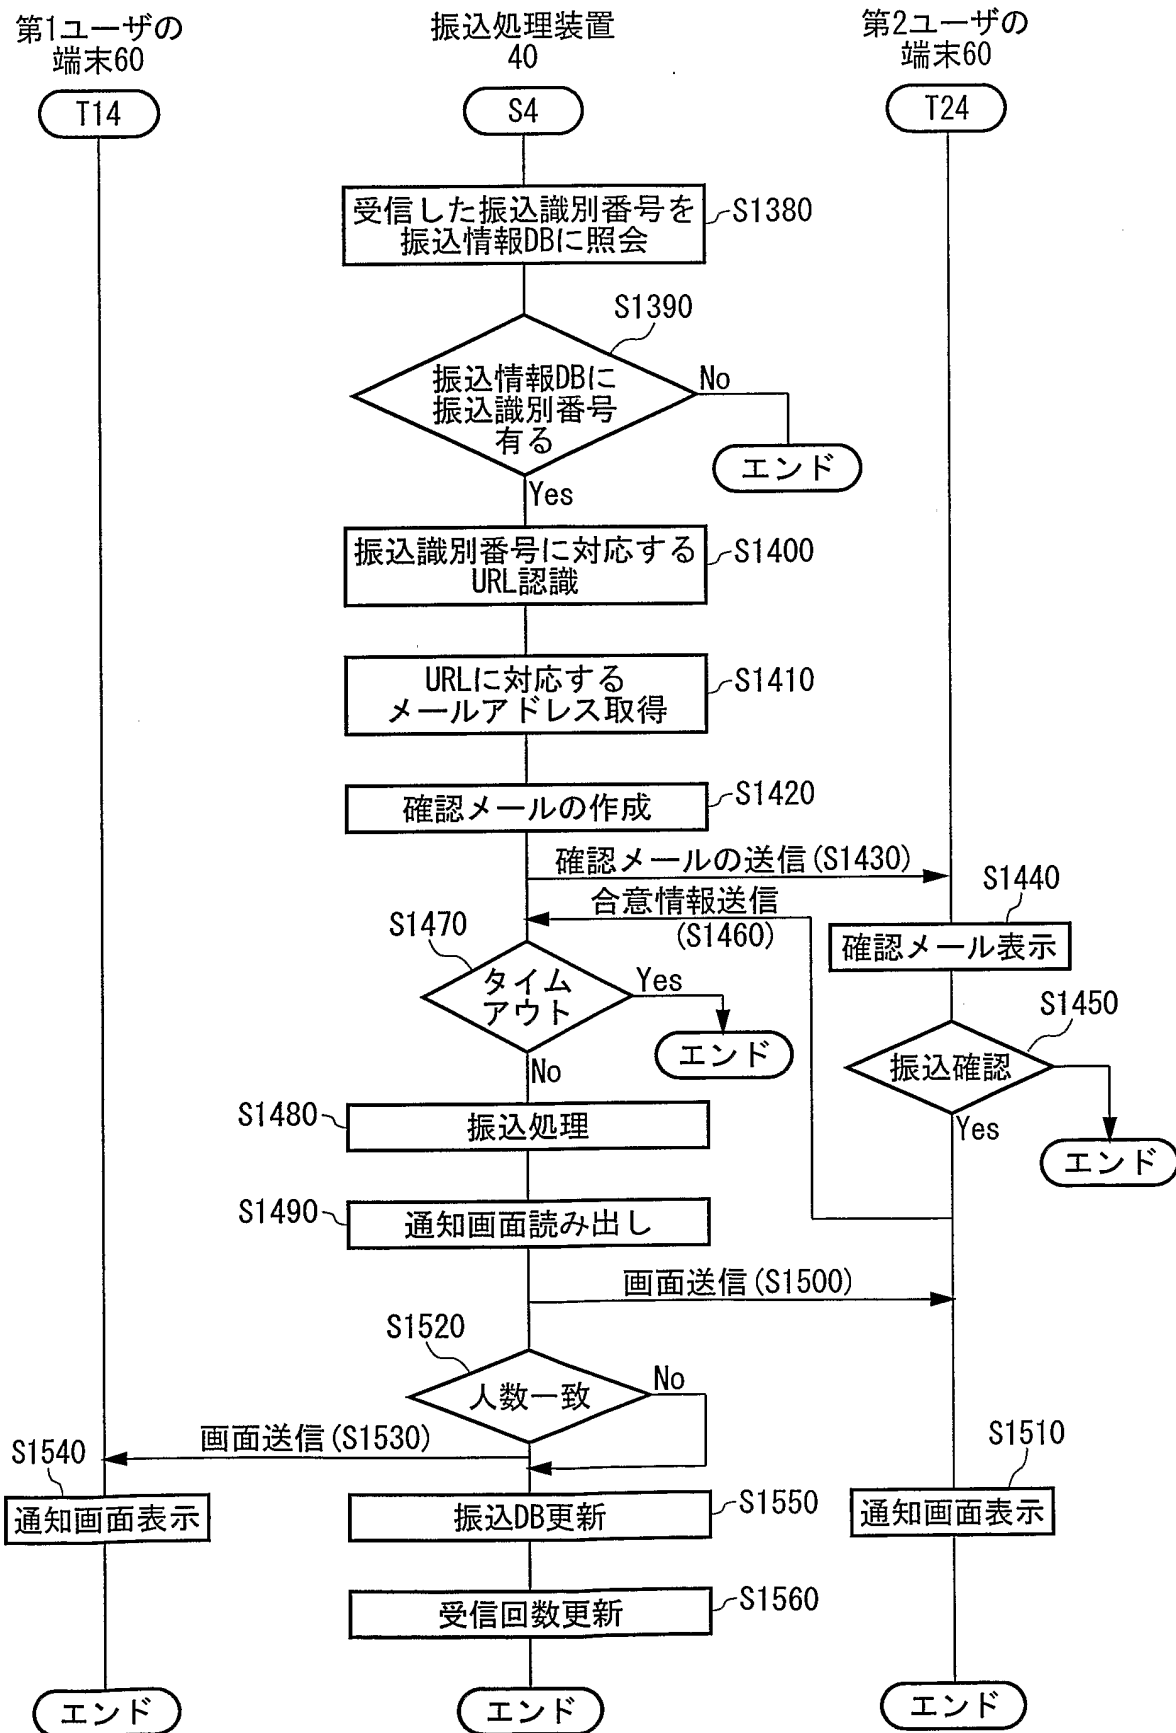 第1ユーザの
端末60
振込処理装置
40
第2ユーザの
端末60
T14
S4
T24
受信した振込識別番号を
振込情報DBに照会
S1380
S1390
振込情報DBに
振込識別番号
有る
No
エンド
Yes
振込識別番号に対応する
URL認識
S1400
URLに対応する
メールアドレス取得
S1410
確認メールの作成
S1420
確認メールの送信(S1430)
合意情報送信
(S1460)
S1440
確認メール表示
S1470
タイム
アウト
Yes
エンド
No
S1450
振込確認
Yes
エンド
S1480
振込処理
S1490
通知画面読み出し
画面送信(S1500)
S1520
人数一致
No
画面送信(S1530)
S1540
通知画面表示
S1510
通知画面表示
振込DB更新
S1550
受信回数更新
S1560
エンド
エンド
エンド